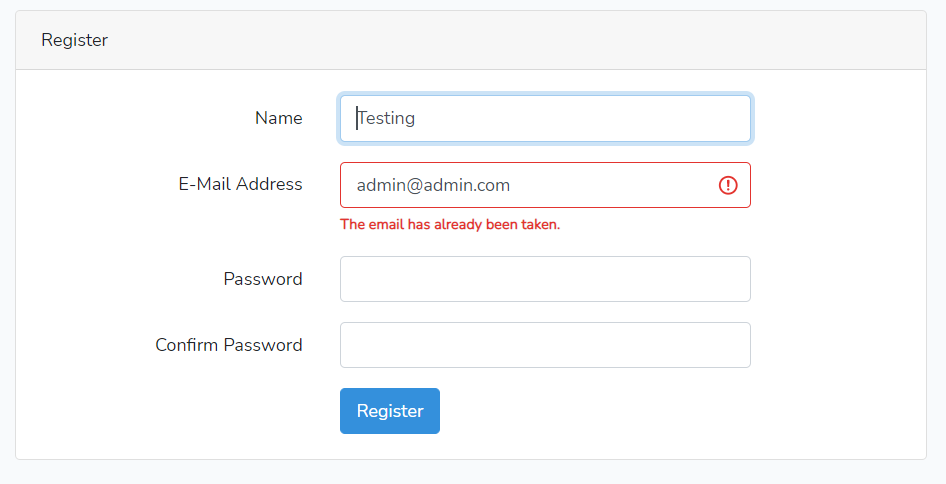 Register
Name
Testing
E-Mail Address
admin@admin.com
The email has already been taken.
Password
Confirm Password
Register